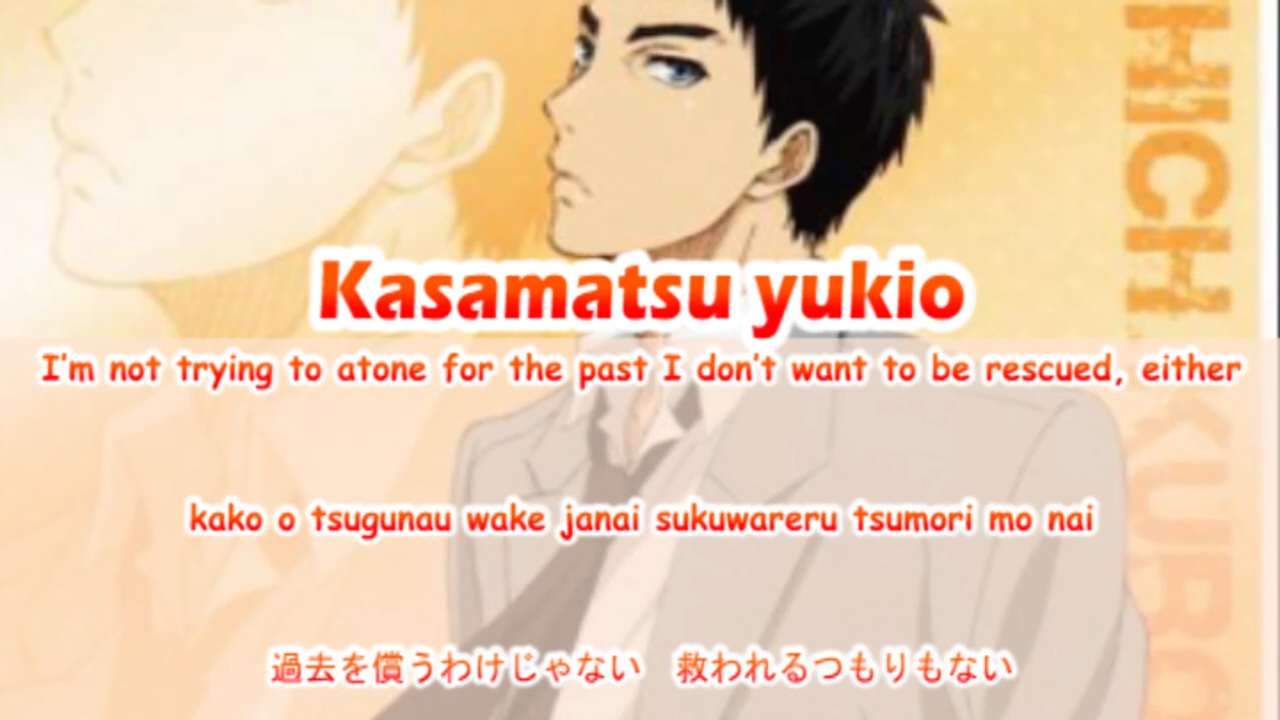 HICH KUBO
Kasamatsu yukio
I'm not trying to atone for the past I don't want to be rescued, either
kako o tsugunau wake janai sukuwareru tsumori mo nai
過去を償うわけじゃない　救われるつもりもない